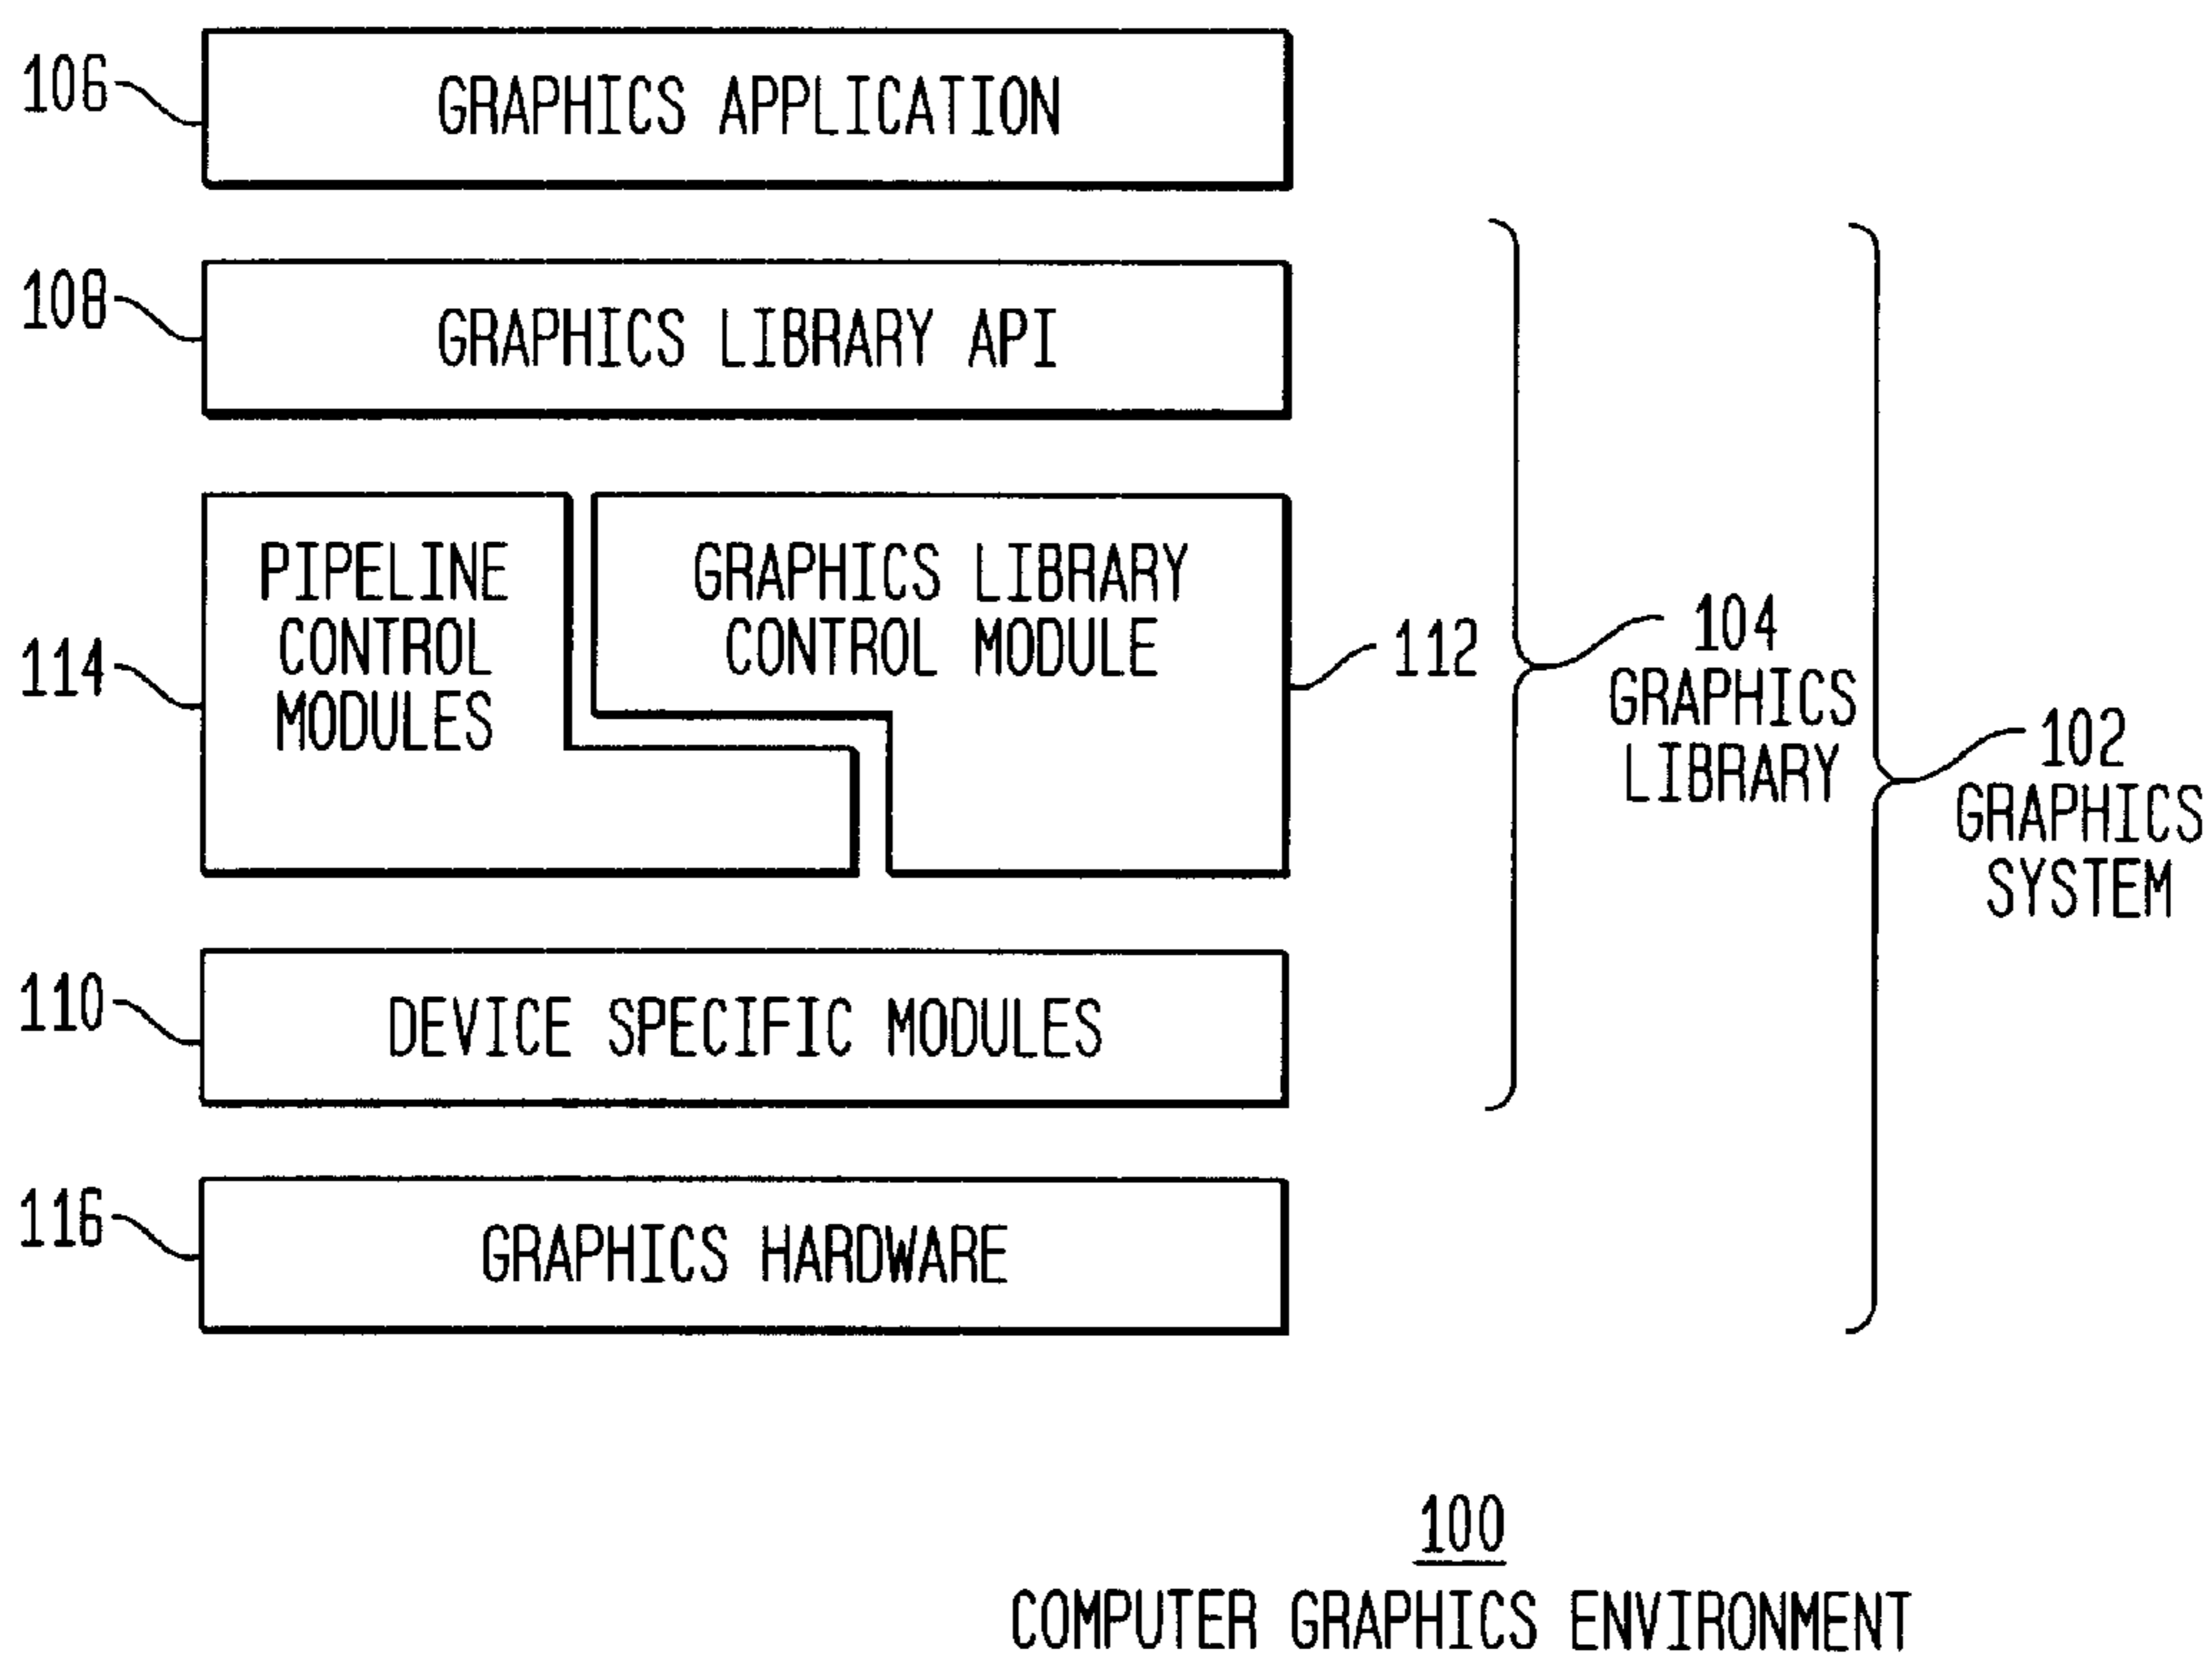 106
GRAPHICS APPLICATION
108
GRAPHICS LIBRARY API
114
PIPELINE
CONTROL
MODULES
GRAPHICS LIBRARY
CONTROL MODULE
112
104
GRAPHICS
LIBRARY
102
GRAPHICS
SYSTEM
110
DEVICE SPECIFIC MODULES
116
GRAPHICS HARDWARE
100
COMPUTER GRAPHICS ENVIRONMENT